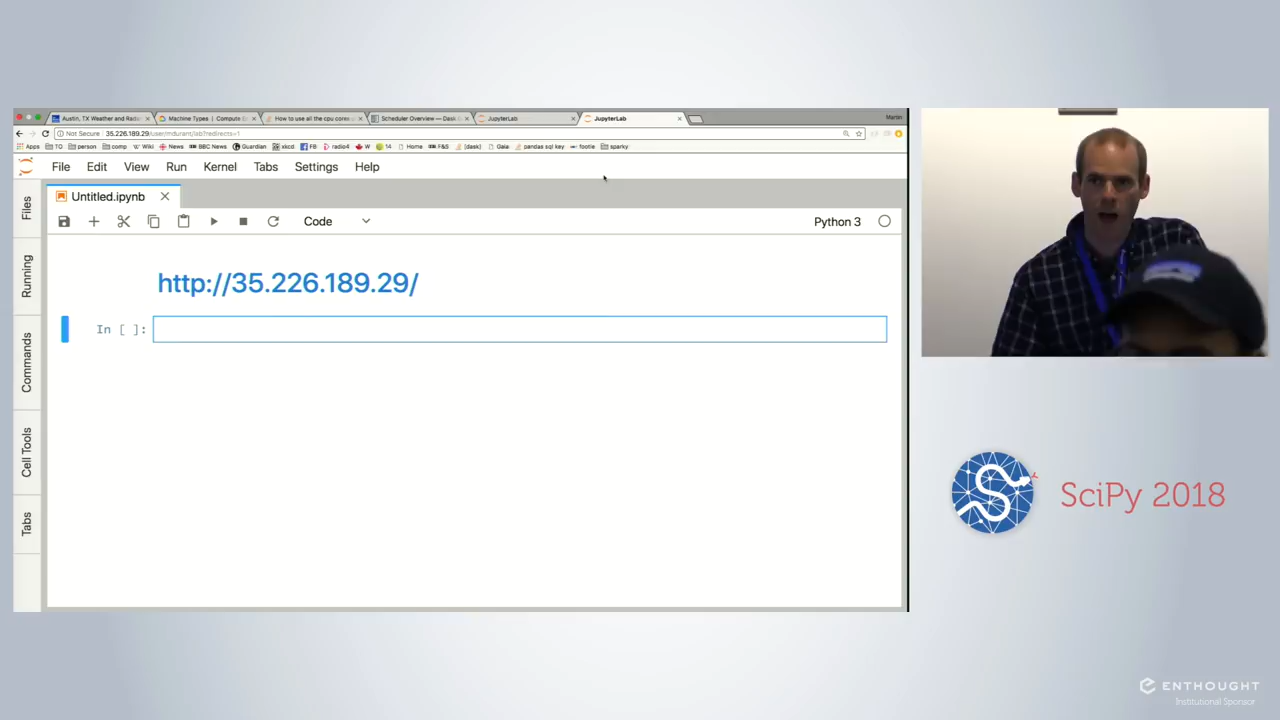 Austin, TX Weather and Rada
Machine Types | Compute E
How to use all the cpu cores
Scheduler Overview — Dask
JupyterLab
JupyterLab
Martin
Not Secure
35.226.189.29/user/mdurant/lab?redirects=1
Apps
TO
person
comp
Wiki
News
BBC News
Guardian
xkcd
FB
radio4
W
14
Home
F&S
[dask]
Gaia
pandas sql key
footie
sparky
File Edit View Run Kernel Tabs Settings Help
Untitled.ipynb
Code
Python 3
Files
Running
Commands
Cell Tools
Tabs
http://35.226.189.29/
In [ ]:
SciPy 2018
ENTHOUGHT
Institutional Sponsor